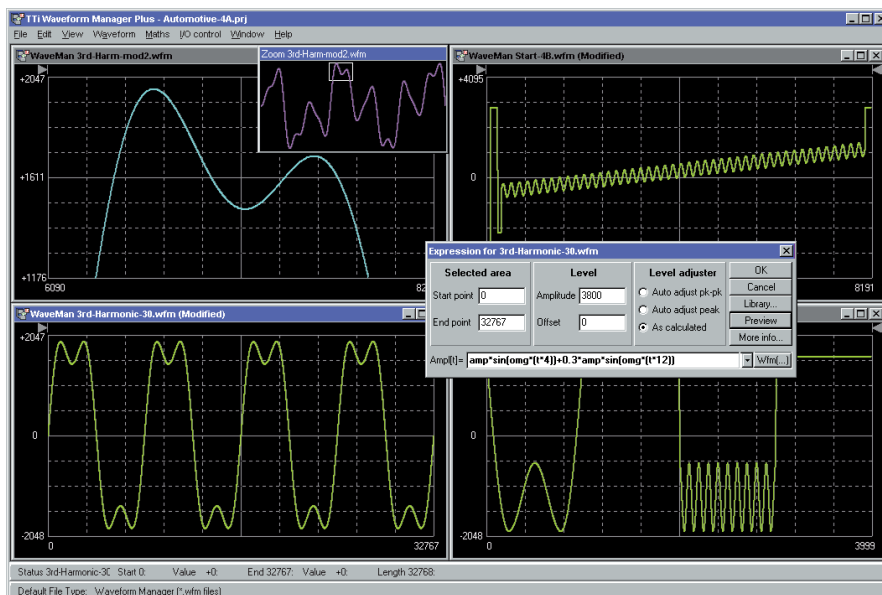 TTi Waveform Manager Plus - Automotive-4A.prj
File Edit View Waveform Maths I/O control Window Help
WaveMan 3rd-Harm-mod2.wfm
Zoom 3rd-Harm-mod2.wfm
+2047
+1611
+1176
6090
WaveMan Start-4B.wfm (Modified)
+4095
0
8191
Expression for 3rd-Harmonic-30.wfm
Selected area
Start point 0
End point 32767
Level
Amplitude 3800
Offset 0
Level adjuster
Auto adjust pk-pk
Auto adjust peak
As calculated
OK
Cancel
Library...
Preview
More info...
Ampl[t]= amp*sin(omg*(t*4))+0.3*amp*sin(omg*(t*12)) Wfm(...)
WaveMan 3rd-Harmonic-30.wfm (Modified)
+2047
0
-2048
0 32767
-2048
0 3999
Status 3rd-Harmonic-30 Start 0: Value +0: End 32767: Value +0: Length 32768:
Default File Type: Waveform Manager (*.wfm files)